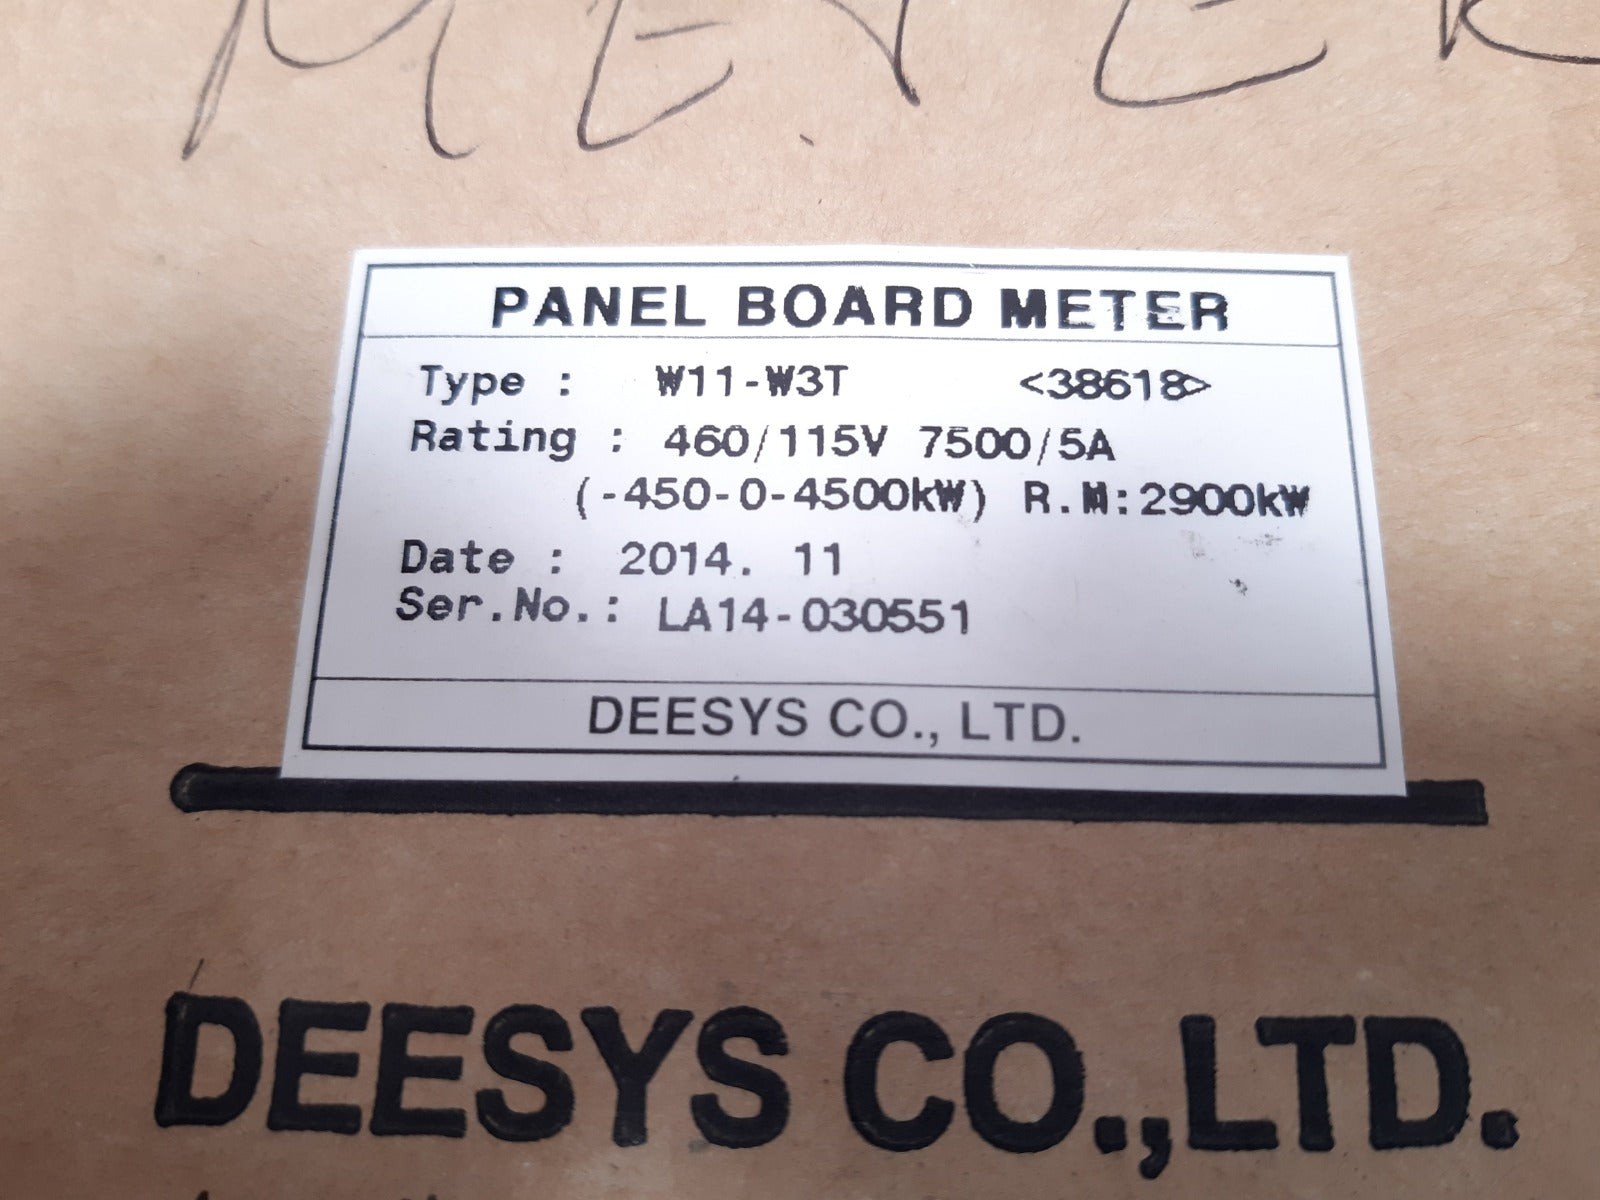 METER
PANEL BOARD METER
Type : W11-W3T <38618>
Rating : 460/115V 7500/5A
(-450-0-4500kW) R.M:2900kW
Date : 2014. 11
Ser.No.: LA14-030551
DEESYS CO., LTD.
DEESYS CO.,LTD.